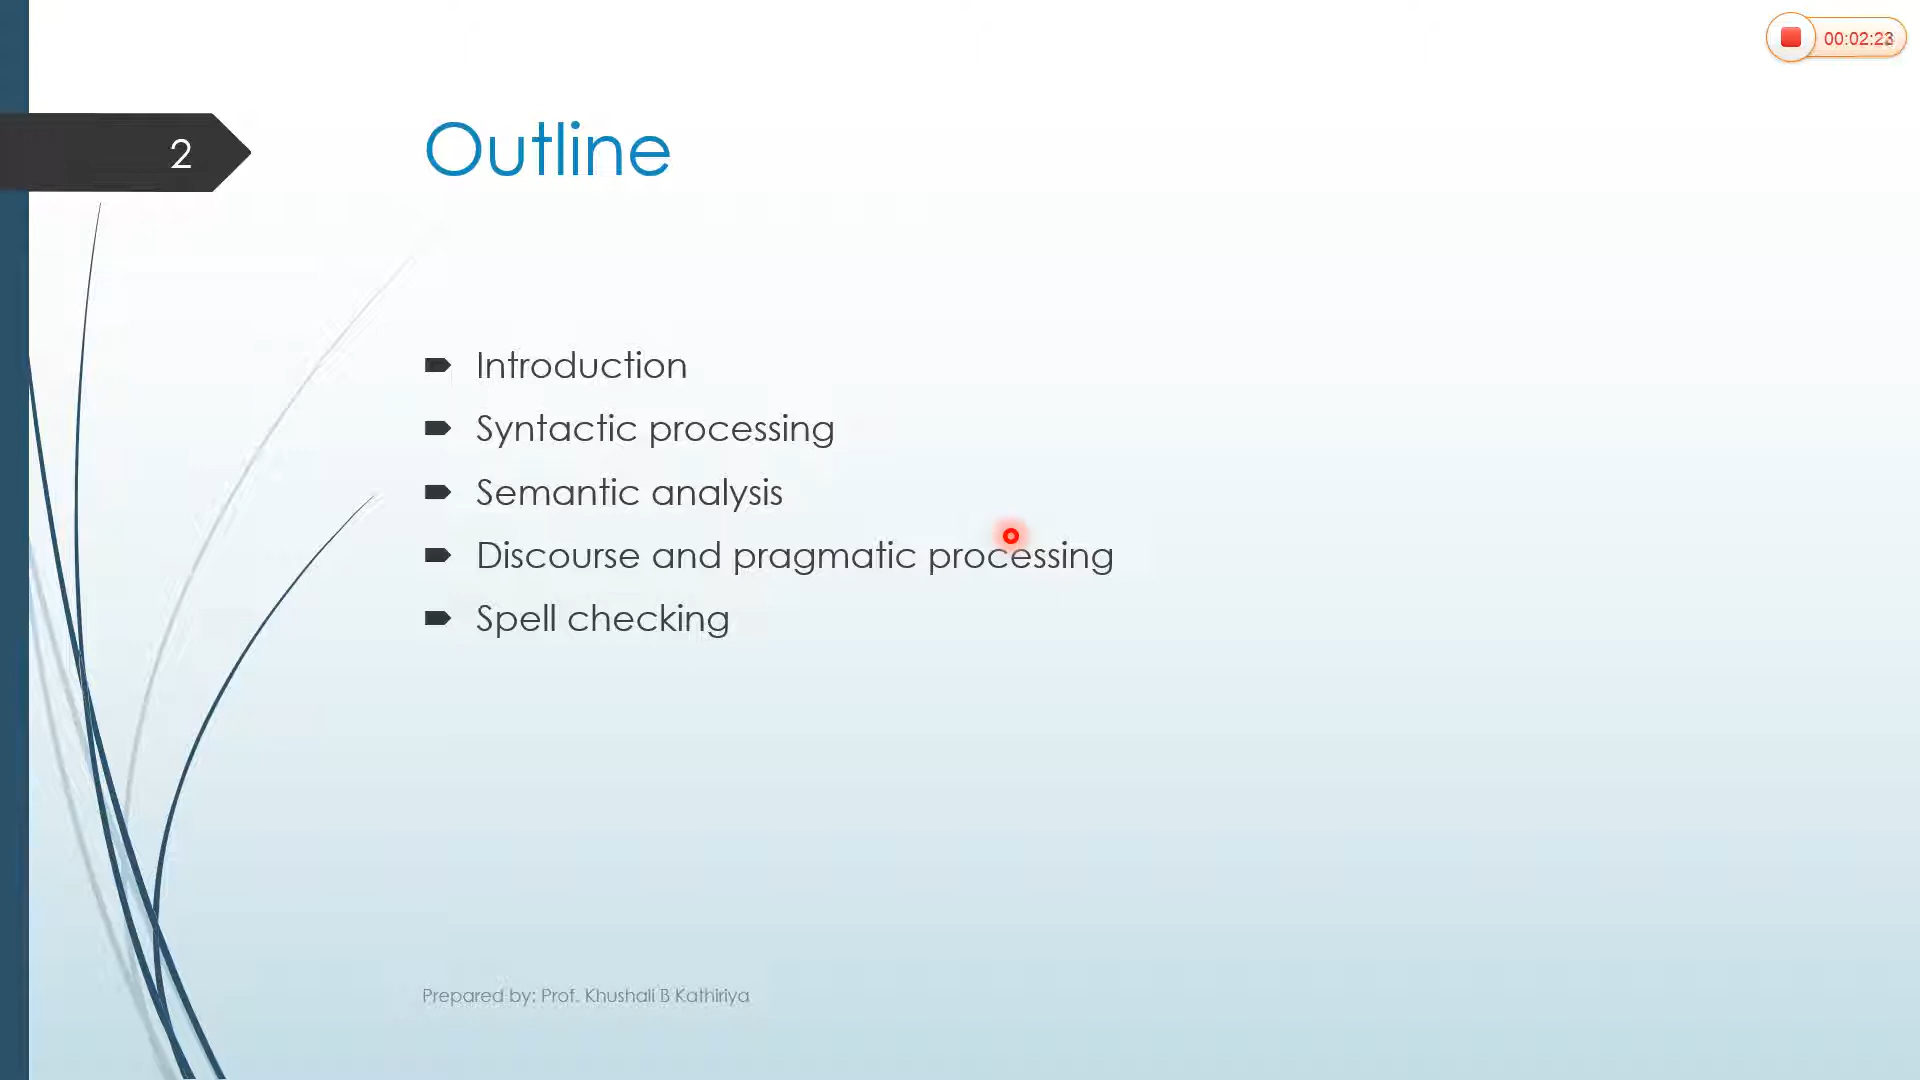 00:02:23
2
Outline
Introduction
Syntactic processing
Semantic analysis
Discourse and pragmatic processing
Spell checking
Prepared by: Prof. Khushali B Kathiriya